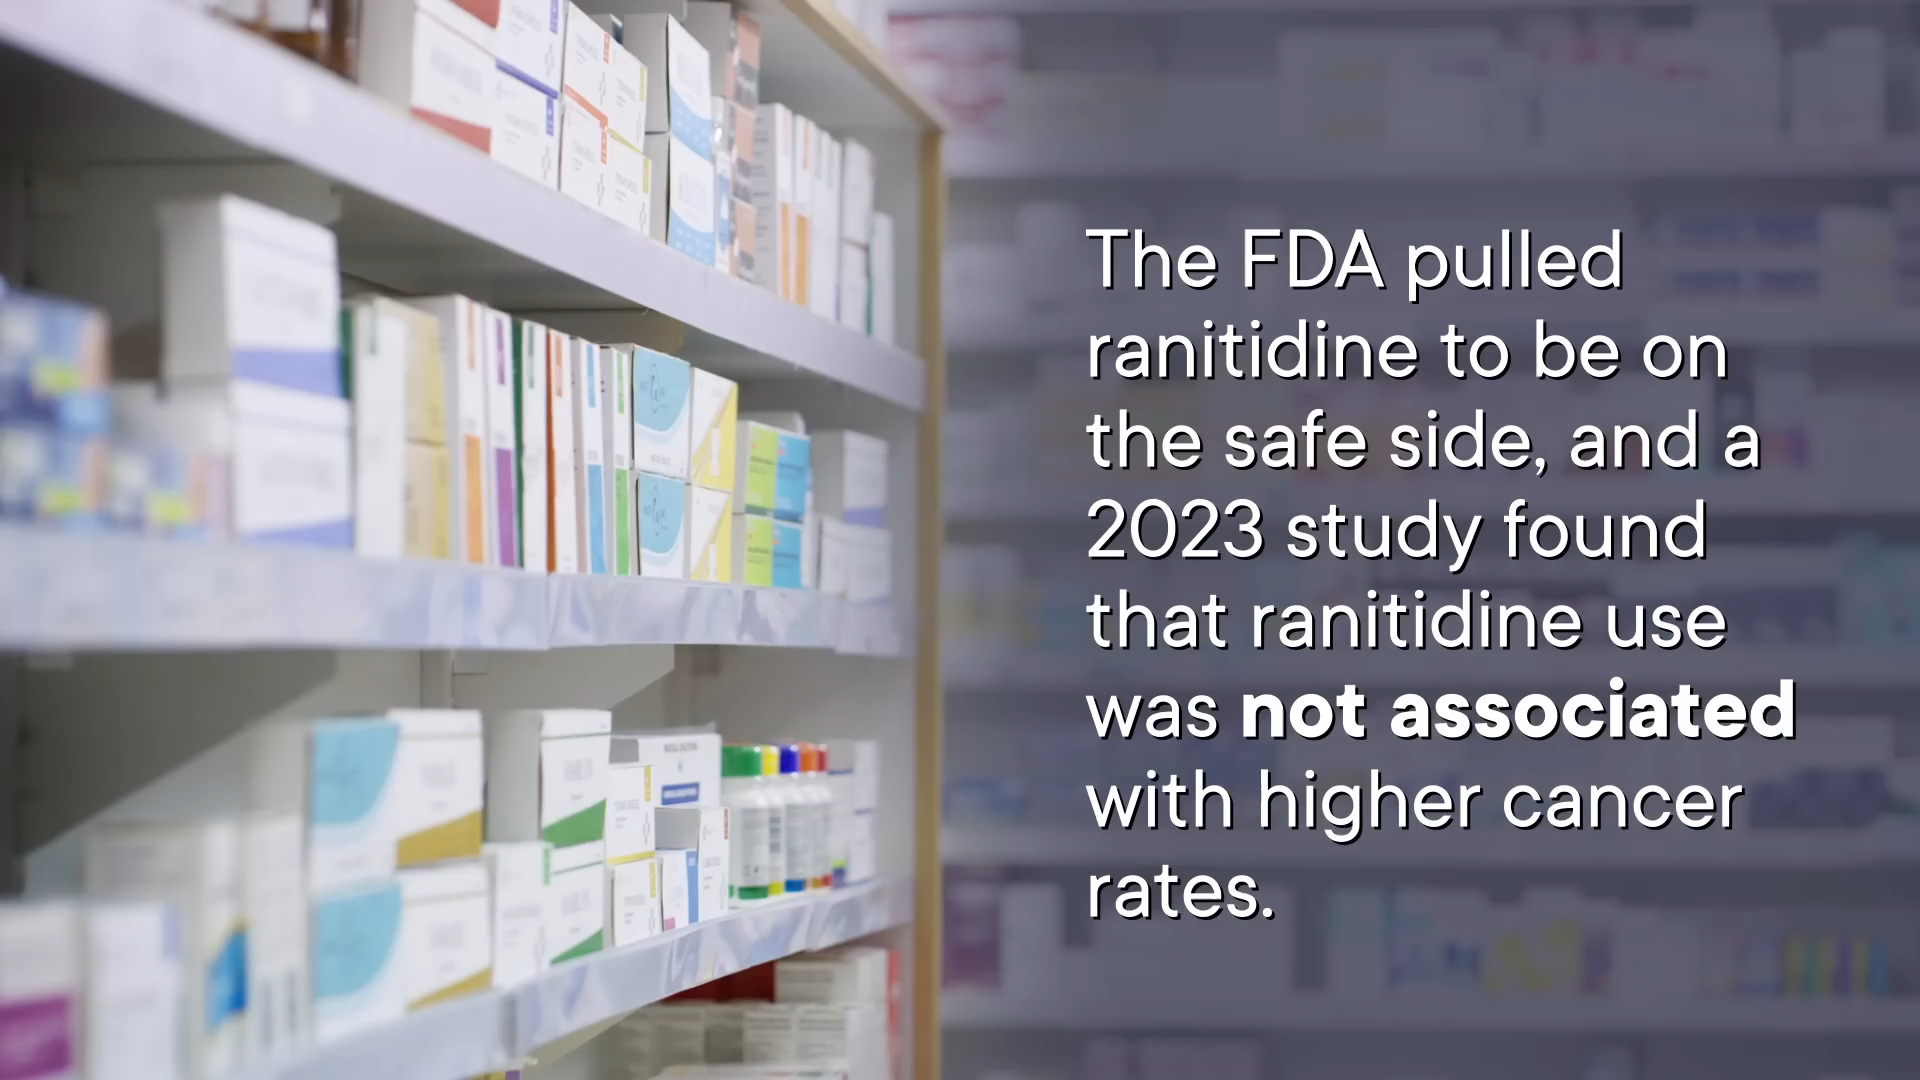 The FDA pulled
ranitidine to be on
the safe side, and a
2023 study found
that ranitidine use
was not associated
with higher cancer
rates.